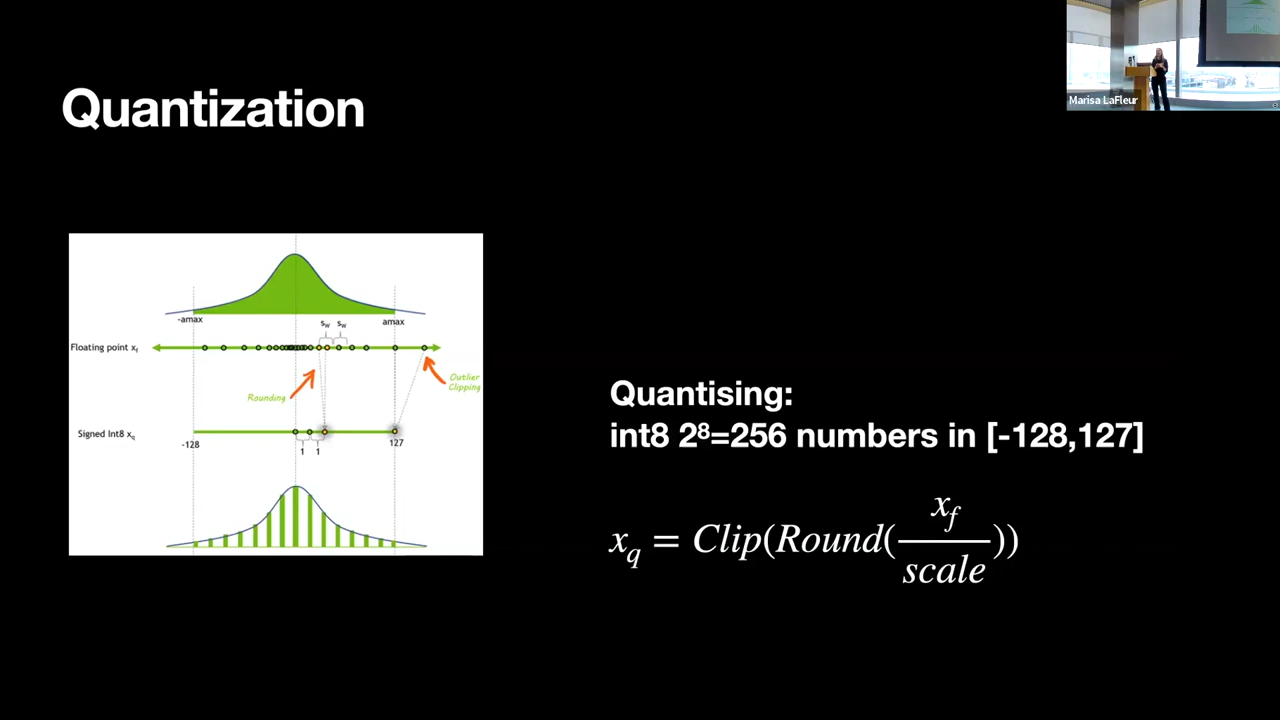 Marisa LaFleur
Quantization
-amax
s_w s_w
amax
Floating point x_f
Rounding
Outlier
Clipping
Signed Int8 x_q
-128
1 1
127
Quantising:
int8 2⁸=256 numbers in [-128,127]
x_q = Clip(Round(x_f/scale))